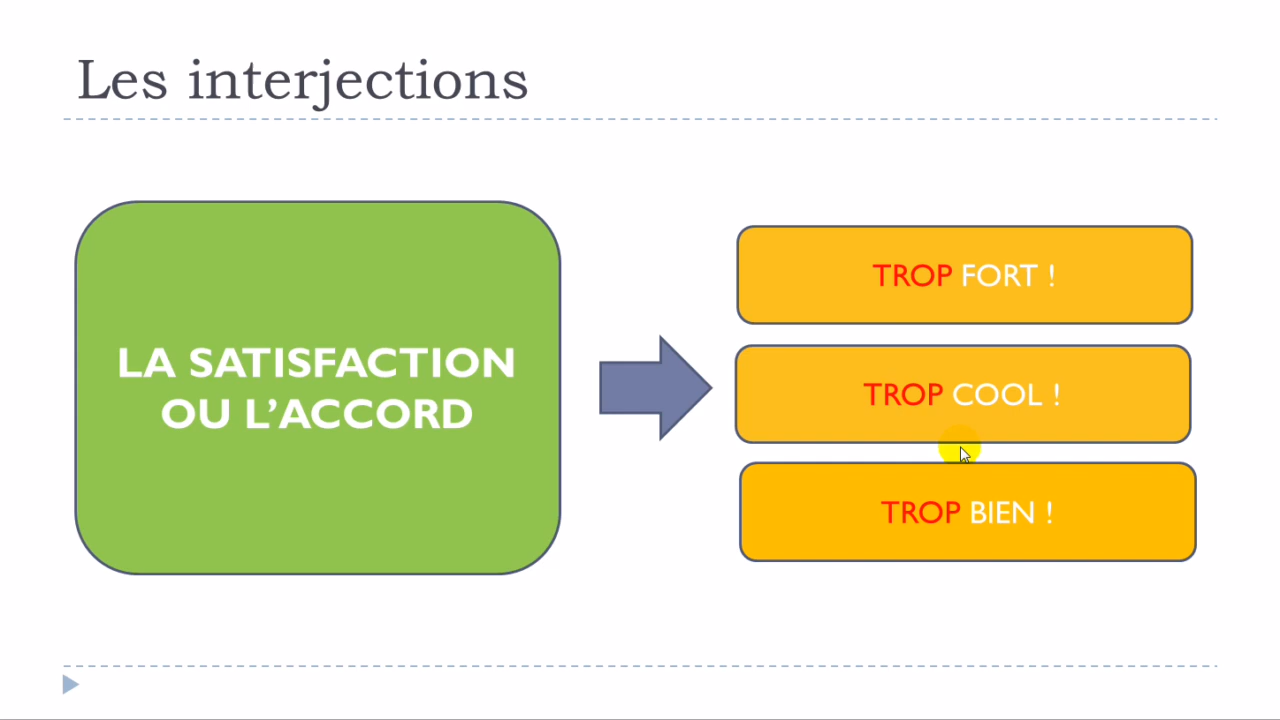 Les interjections
LA SATISFACTION
OU L’ACCORD
TROP FORT !
TROP COOL !
TROP BIEN !